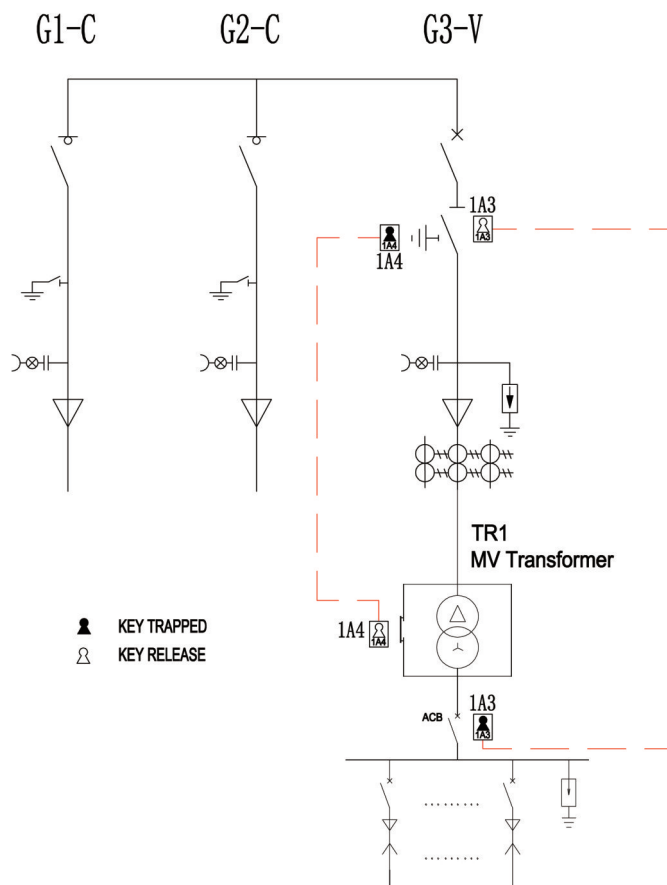 G1-C
G2-C
G3-V
1A3
1A3
1A4
1A4
TR1
MV Transformer
1A4
1A4
KEY TRAPPED
KEY RELEASE
1A3
ACB
1A3